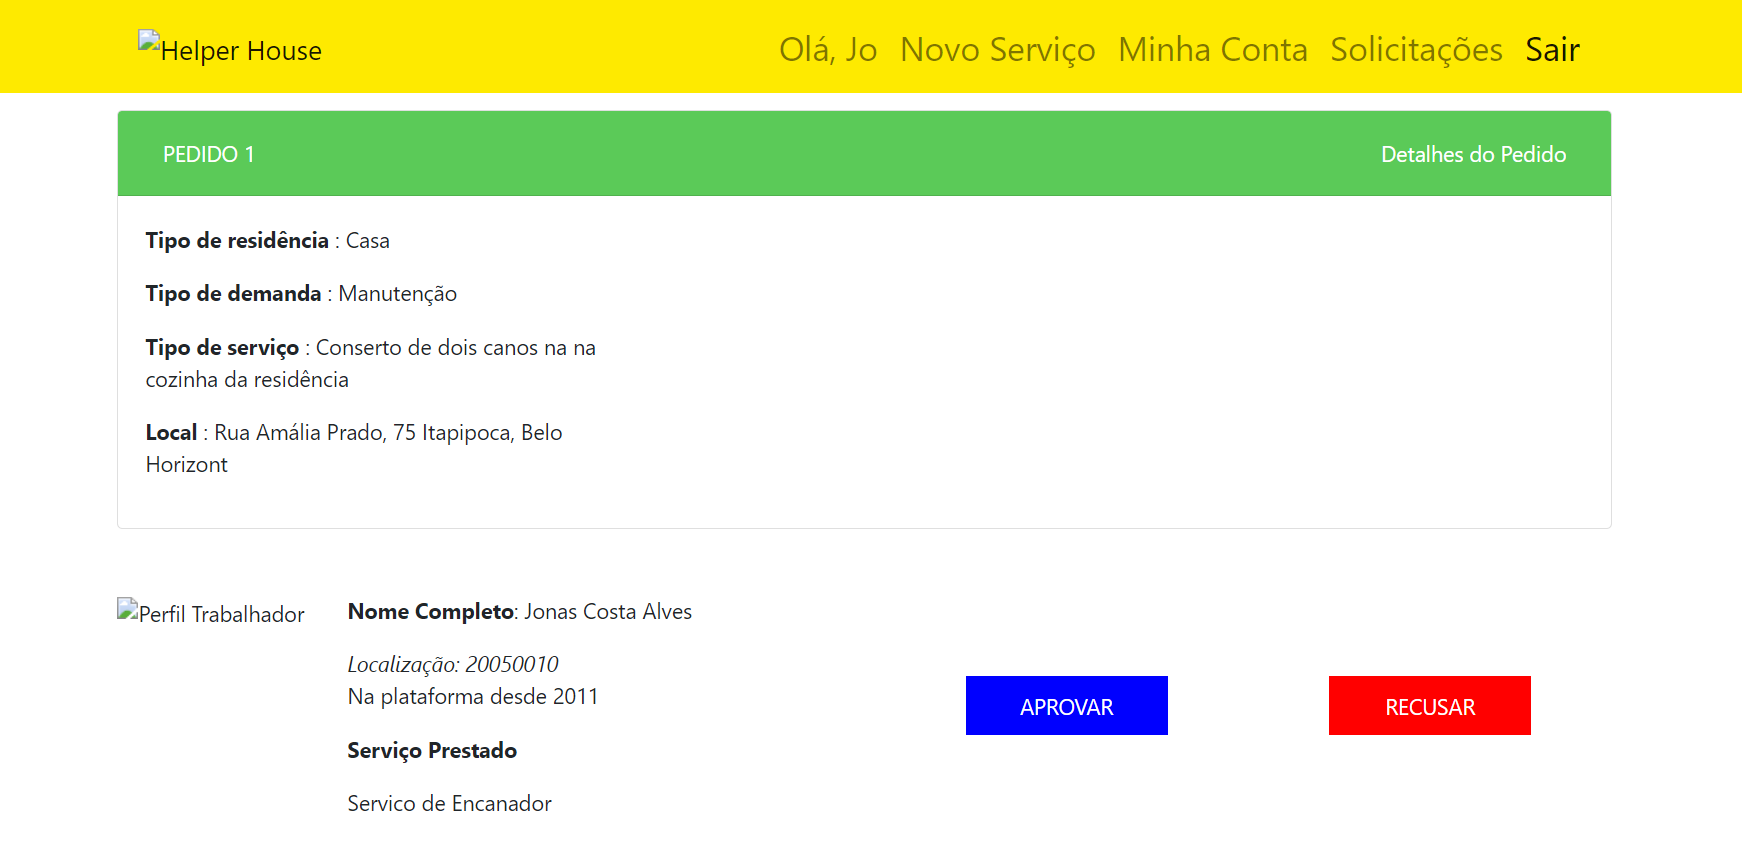 Helper House
Olá, Jo Novo Serviço Minha Conta Solicitações Sair
PEDIDO 1
Detalhes do Pedido
Tipo de residência : Casa
Tipo de demanda : Manutenção
Tipo de serviço : Conserto de dois canos na na
cozinha da residência
Local : Rua Amália Prado, 75 Itapipoca, Belo
Horizont
Perfil Trabalhador
Nome Completo: Jonas Costa Alves
Localização: 20050010
Na plataforma desde 2011
Serviço Prestado
Servico de Encanador
APROVAR
RECUSAR